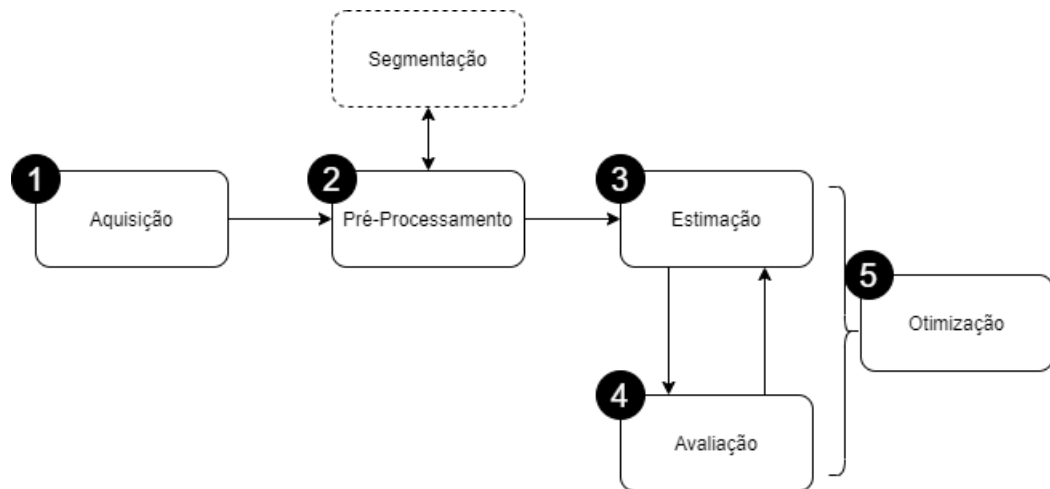 Segmentação
1
Aquisição
2
Pré-Processamento
3
Estimação
4
Avaliação
5
Otimização